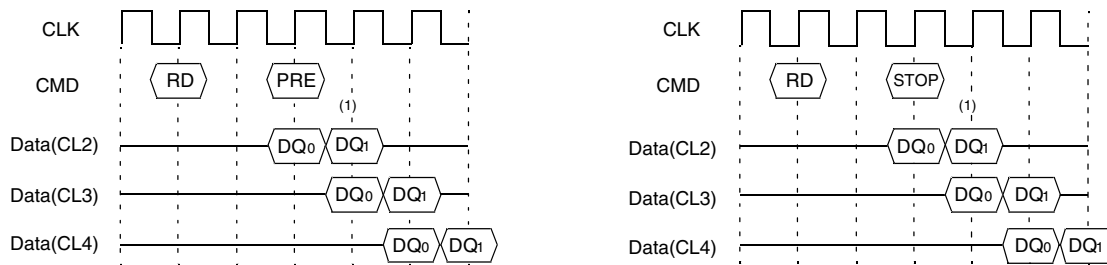 CLK
CMD RD PRE
(1)
Data(CL2) DQ0 DQ1
Data(CL3) DQ0 DQ1
Data(CL4) DQ0 DQ1
CLK
CMD RD STOP
(1)
Data(CL2) DQ0 DQ1
Data(CL3) DQ0 DQ1
Data(CL4) DQ0 DQ1